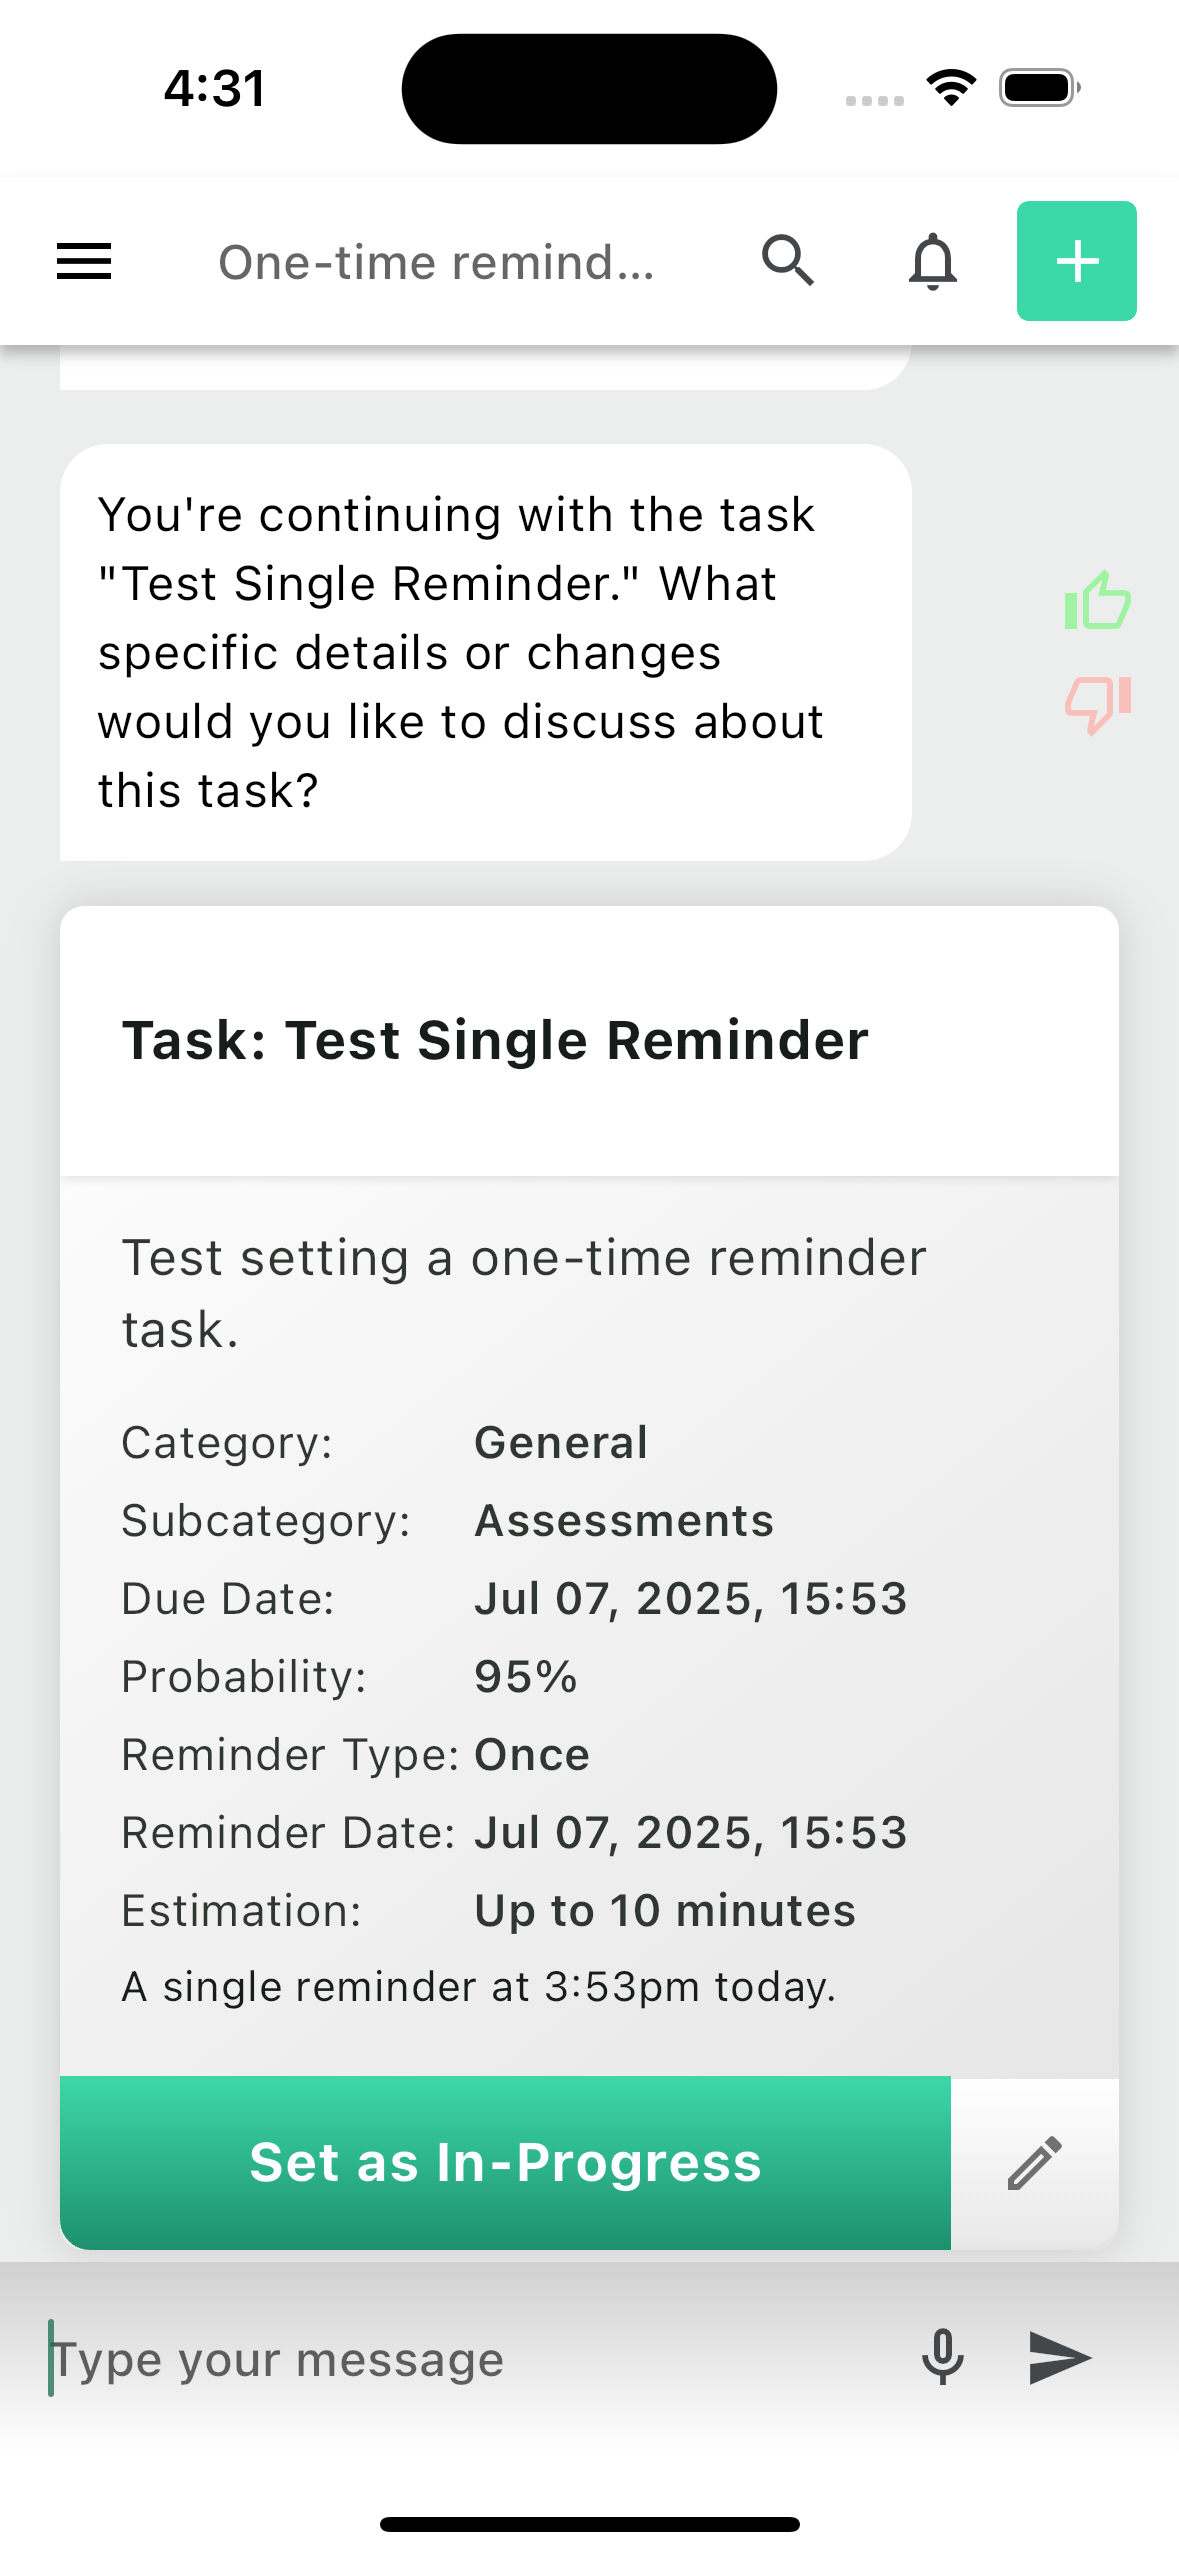 4:31
One-time remind...
You're continuing with the task
"Test Single Reminder." What
specific details or changes
would you like to discuss about
this task?
Task: Test Single Reminder
Test setting a one-time reminder
task.
Category: General
Subcategory: Assessments
Due Date: Jul 07, 2025, 15:53
Probability: 95%
Reminder Type: Once
Reminder Date: Jul 07, 2025, 15:53
Estimation: Up to 10 minutes
A single reminder at 3:53pm today.
Set as In-Progress
Type your message